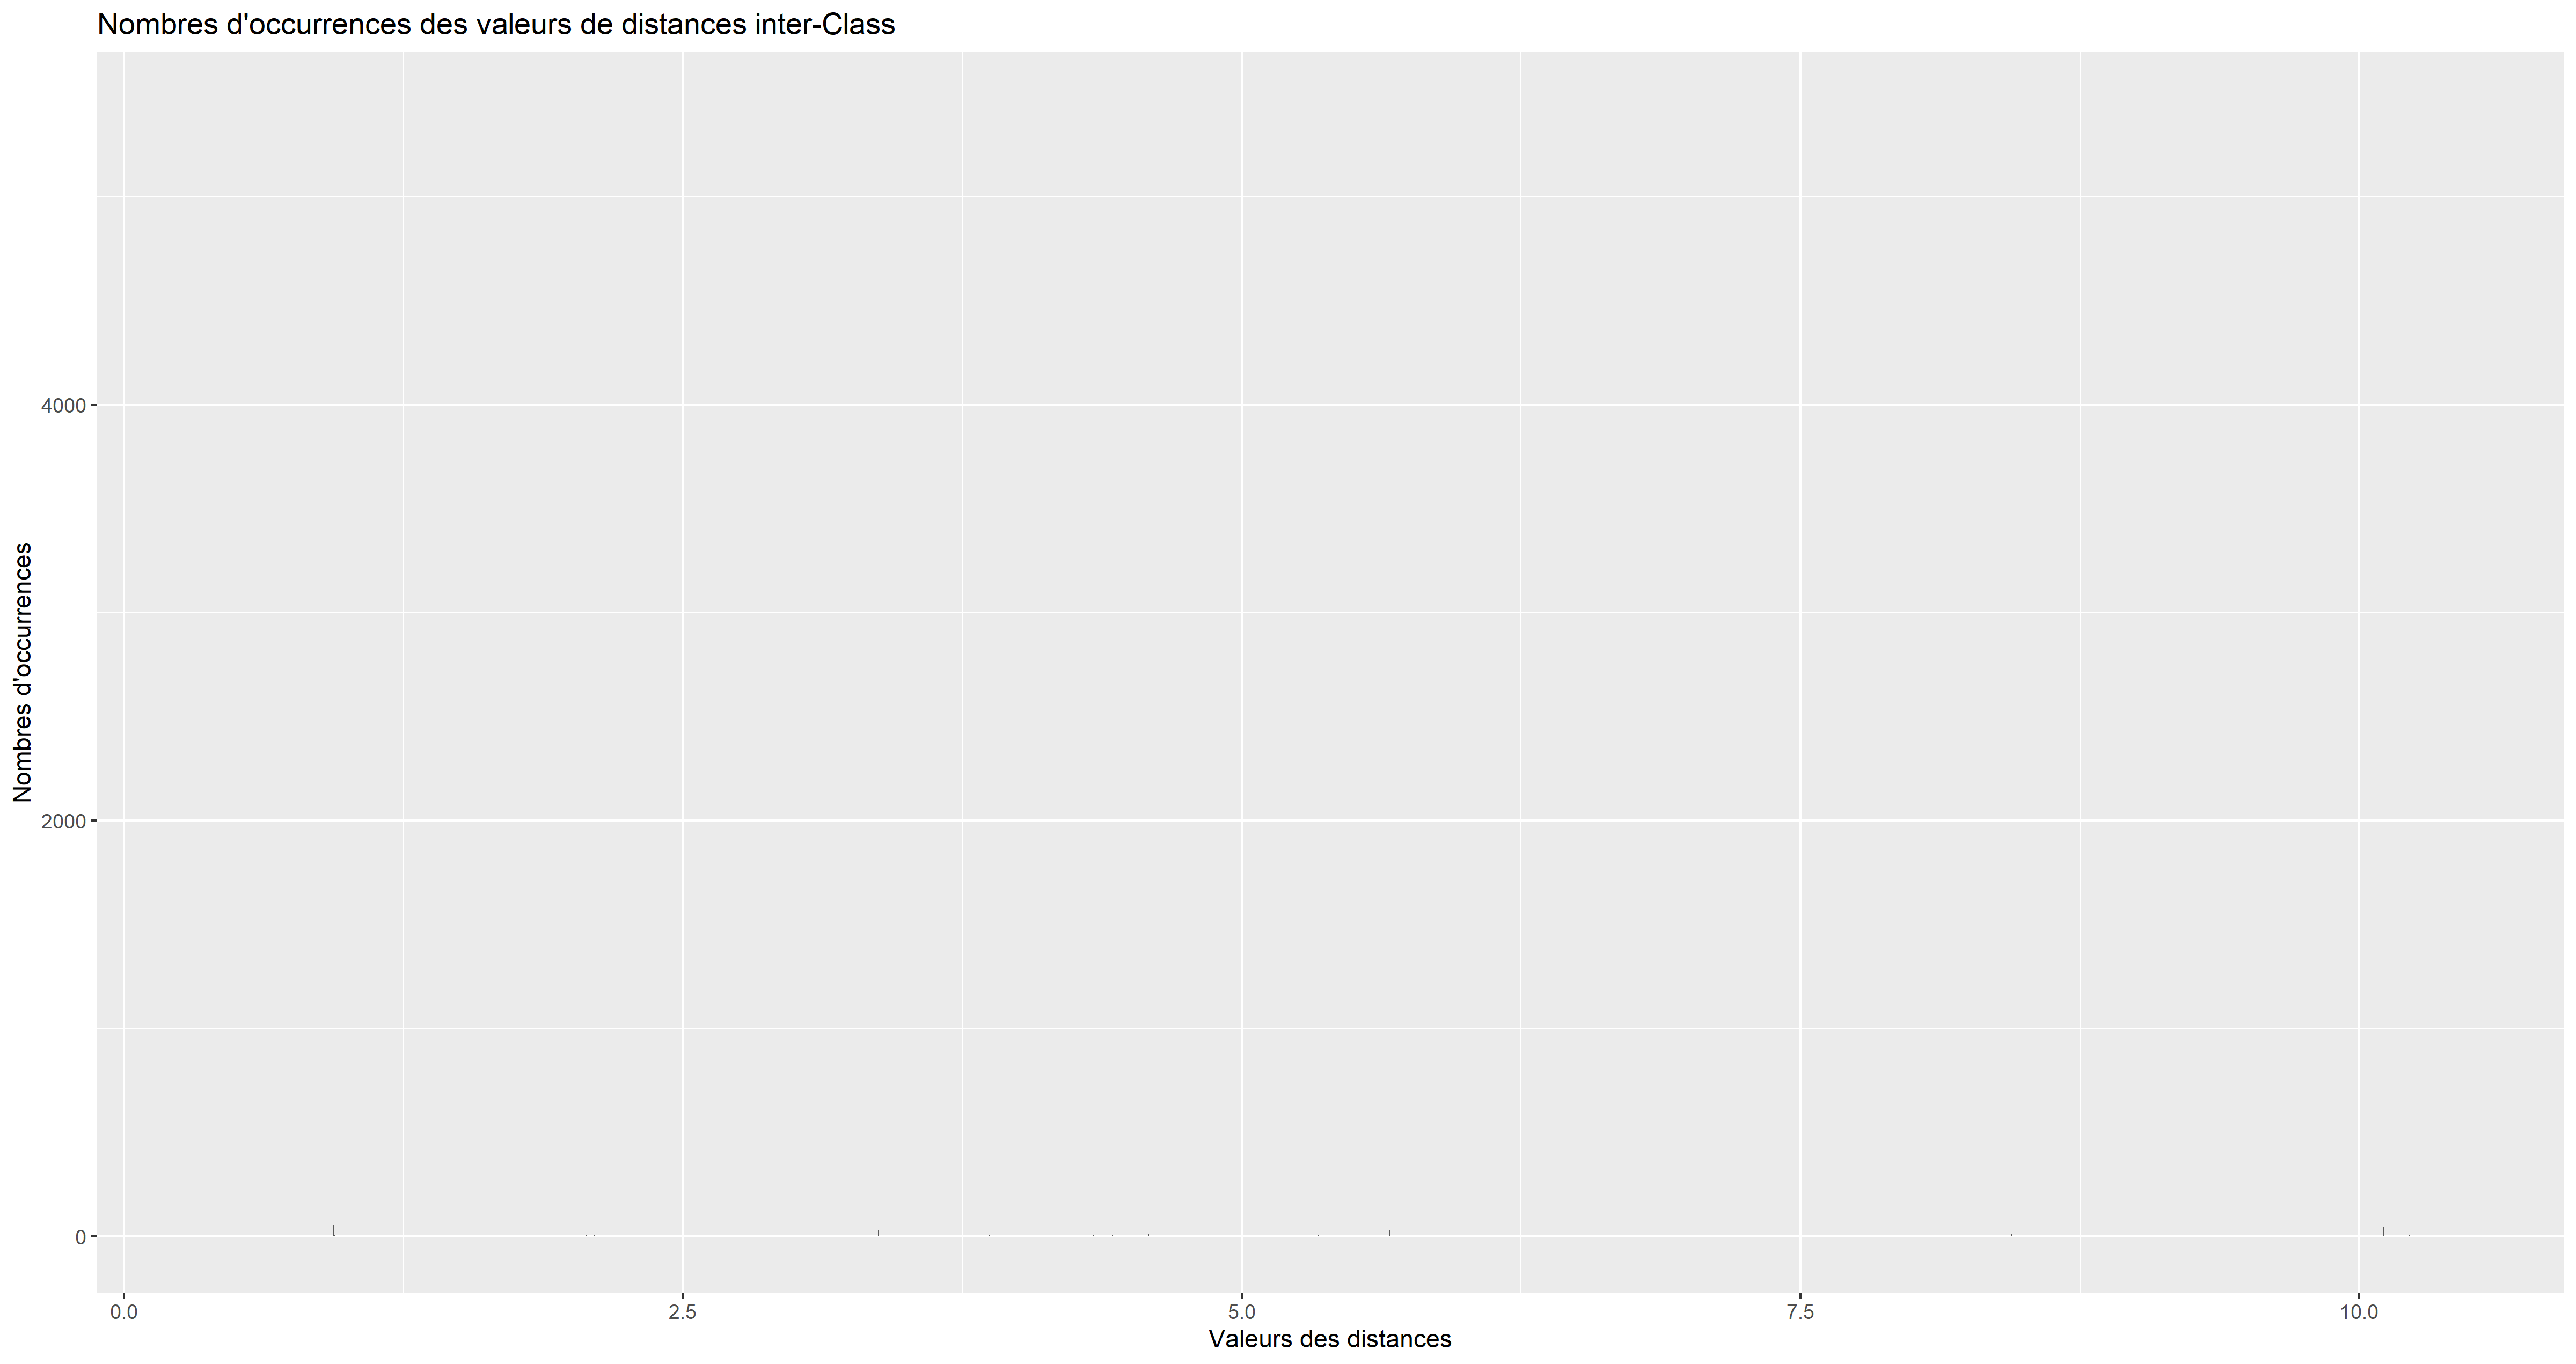 Nombres d'occurrences des valeurs de distances inter-Class
Nombres d'occurrences
4000
2000
0
0.0 2.5 5.0 7.5 10.0
Valeurs des distances